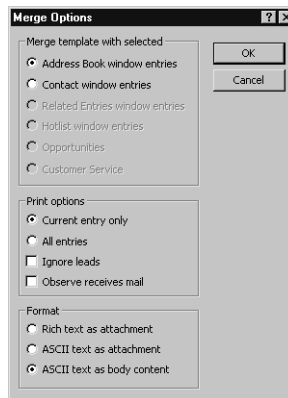 Merge Options
Merge template with selected
OK
Address Book window entries
Cancel
Contact window entries
Related Entries window entries
Hotlist window entries
Opportunities
Customer Service
Print options
Current entry only
All entries
Ignore leads
Observe receives mail
Format
Rich text as attachment
ASCII text as attachment
ASCII text as body content